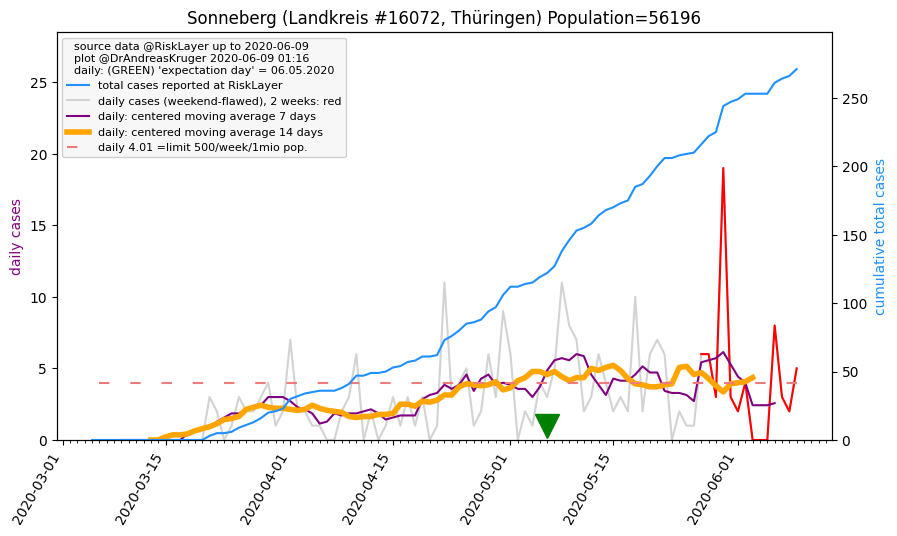 Sonneberg (Landkreis #16072, Thüringen) Population=56196
source data @RiskLayer up to 2020-06-09
plot @DrAndreasKruger 2020-06-09 01:16
daily: (GREEN) 'expectation day' = 06.05.2020
total cases reported at RiskLayer
daily cases (weekend-flawed), 2 weeks: red
daily: centered moving average 7 days
daily: centered moving average 14 days
daily 4.01 =limit 500/week/1mio pop.
daily cases
25
20
15
10
5
0
250
200
150
100
50
0
cumulative total cases
2020-03-01
2020-03-15
2020-04-01
2020-04-15
2020-05-01
2020-05-15
2020-06-01